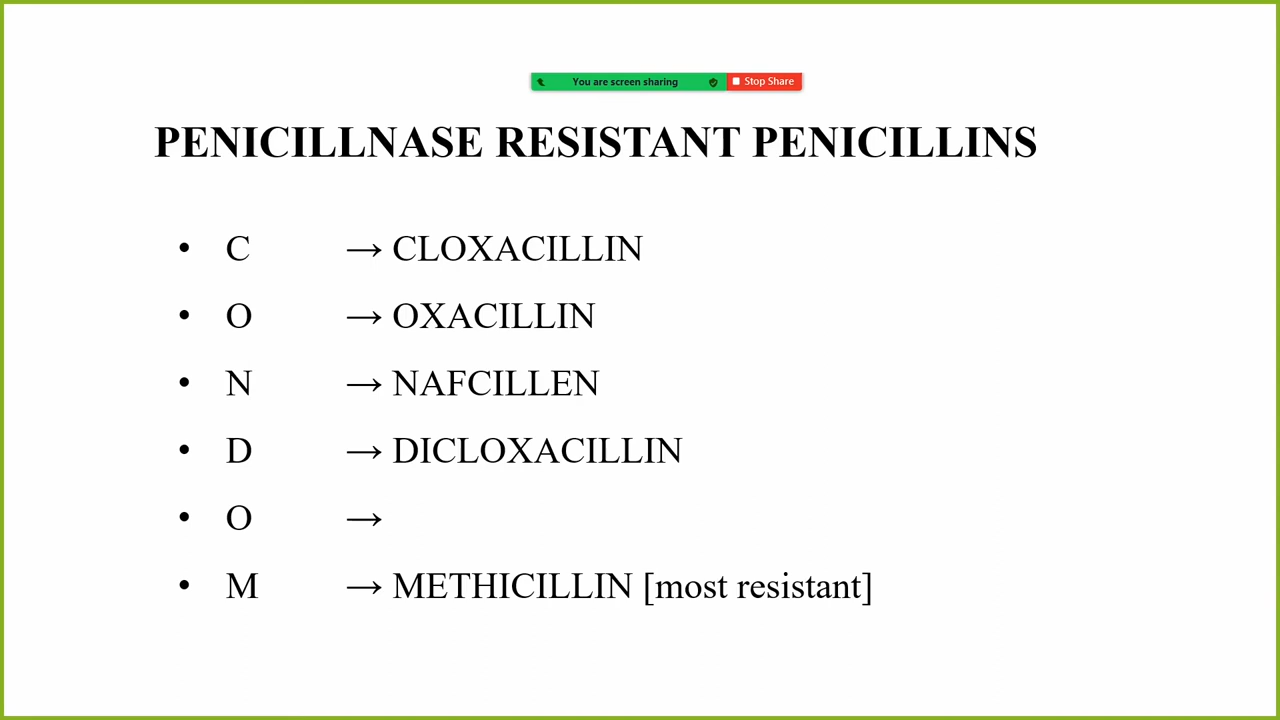 You are screen sharing Stop Share
PENICILLNASE RESISTANT PENICILLINS
• C → CLOXACILLIN
• O → OXACILLIN
• N → NAFCILLEN
• D → DICLOXACILLIN
• O →
• M → METHICILLIN [most resistant]